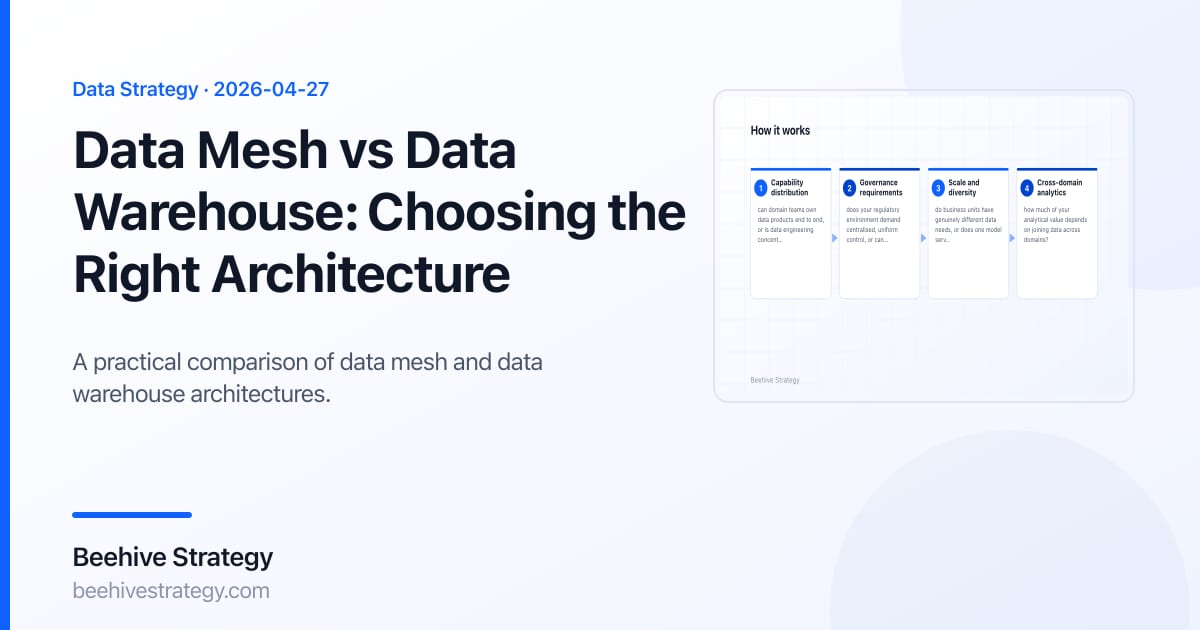 Data Strategy · 2026-04-27
Data Mesh vs Data
Warehouse: Choosing the
Right Architecture
A practical comparison of data mesh and data
warehouse architectures.
Beehive Strategy
beehivestrategy.com
How it works
1 Capability
distribution
can domain teams own
data products end to end,
or is data engineering
concent...
2 Governance
requirements
does your regulatory
environment demand
centralised, uniform
control, or can...
3 Scale and
diversity
do business units have
genuinely different data
needs, or does one model
serv...
4 Cross-domain
analytics
how much of your
analytical value depends
on joining data across
domains?
Beehive Strategy